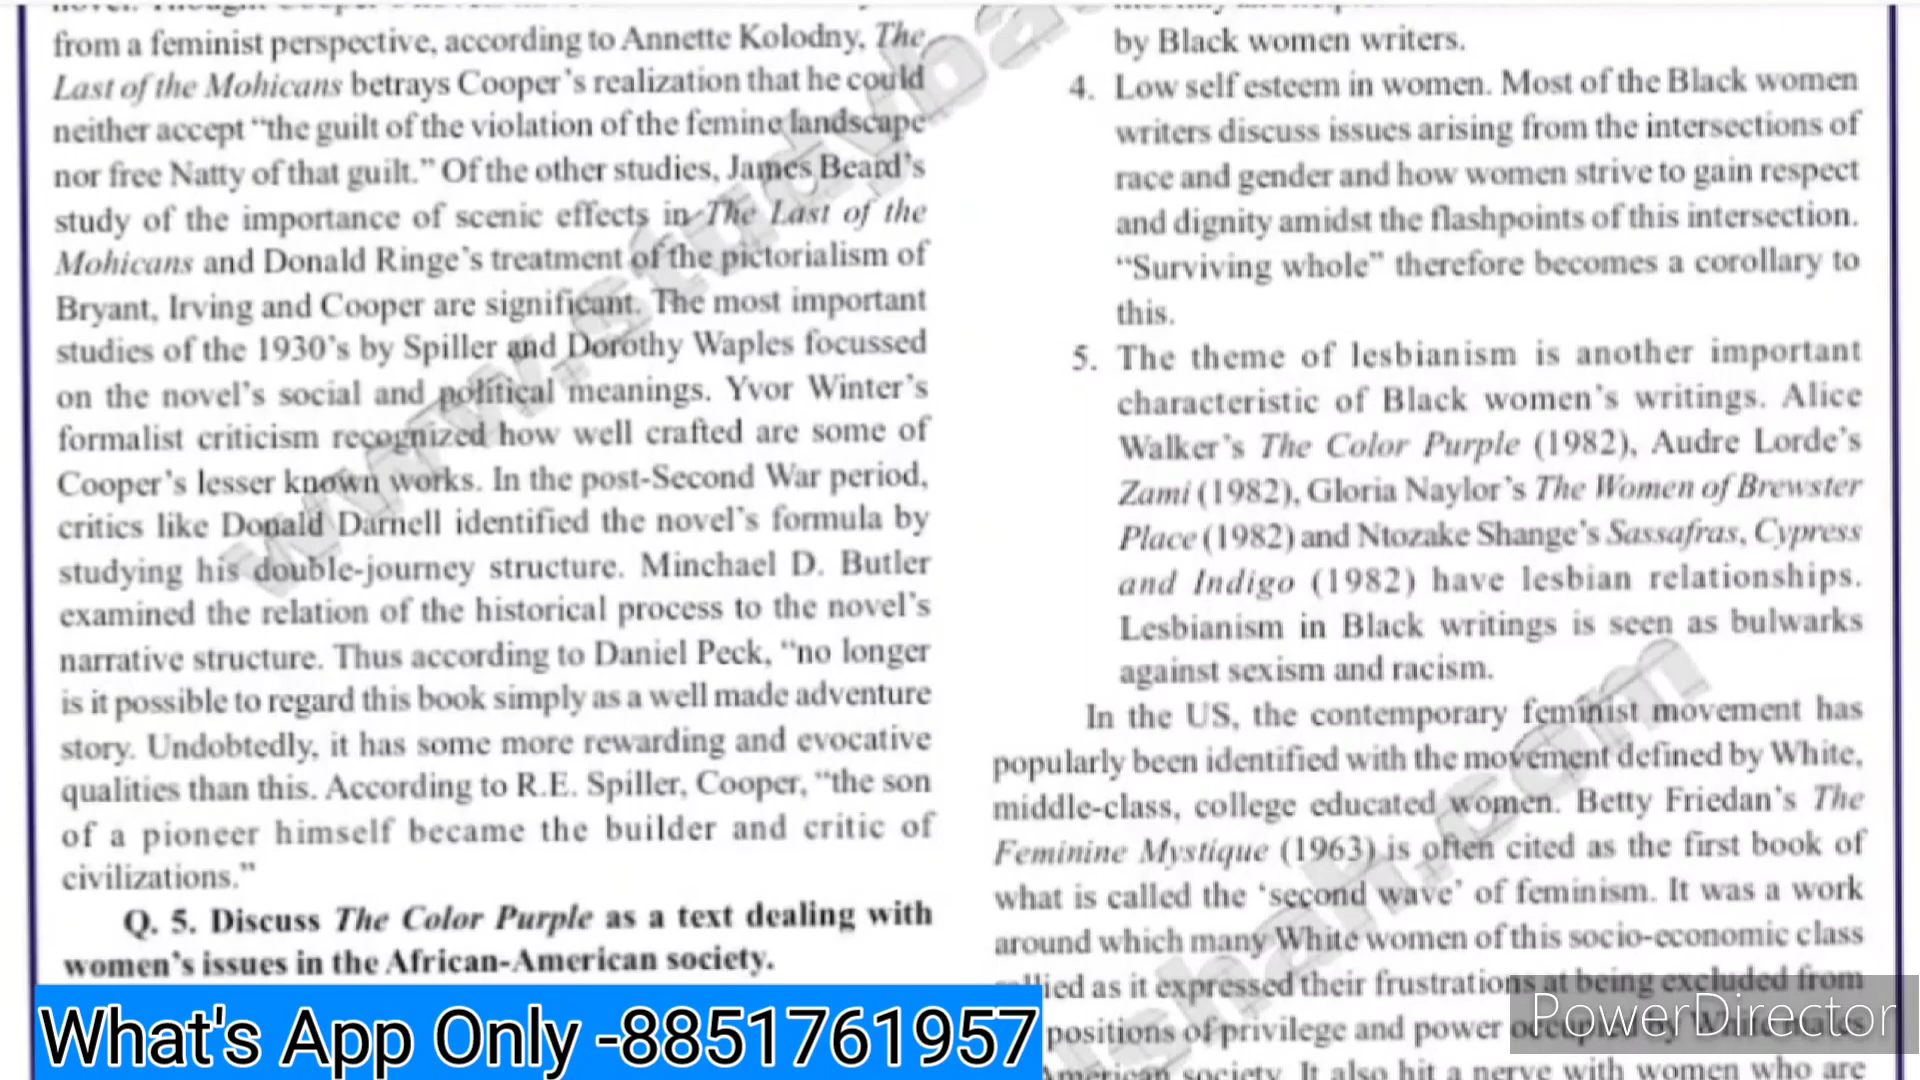 from a feminist perspective, according to Annette Kolodny, The
Last of the Mohicans betrays Cooper's realization that he could
neither accept "the guilt of the violation of the femine landscape
nor free Natty of that guilt." Of the other studies, James Beard's
study of the importance of scenic effects in The Last of the
Mohicans and Donald Ringe's treatment of the pictorialism of
Bryant, Irving and Cooper are significant. The most important
studies of the 1930's by Spiller and Dorothy Waples focussed
on the novel's social and political meanings. Yvor Winter's
formalist criticism recognized how well crafted are some of
Cooper's lesser known works. In the post-Second War period,
critics like Donald Darnell identified the novel's formula by
studying his double-journey structure. Minchael D. Butler
examined the relation of the historical process to the novel's
narrative structure. Thus according to Daniel Peck, "no longer
is it possible to regard this book simply as a well made adventure
story. Undobtedly, it has some more rewarding and evocative
qualities than this. According to R.E. Spiller, Cooper, "the son
of a pioneer himself became the builder and critic of
civilizations."
Q. 5. Discuss The Color Purple as a text dealing with
women's issues in the African-American society.
by Black women writers.
4. Low self esteem in women. Most of the Black women
writers discuss issues arising from the intersections of
race and gender and how women strive to gain respect
and dignity amidst the flashpoints of this intersection.
"Surviving whole" therefore becomes a corollary to
this.
5. The theme of lesbianism is another important
characteristic of Black women's writings. Alice
Walker's The Color Purple (1982), Audre Lorde's
Zami (1982), Gloria Naylor's The Women of Brewster
Place (1982) and Ntozake Shange's Sassafras, Cypress
and Indigo (1982) have lesbian relationships.
Lesbianism in Black writings is seen as bulwarks
against sexism and racism.
In the US, the contemporary feminist movement has
popularly been identified with the movement defined by White,
middle-class, college educated women. Betty Friedan's The
Feminine Mystique (1963) is often cited as the first book of
what is called the 'second wave' of feminism. It was a work
around which many White women of this socio-economic class
as it expressed their frustrations at being excluded from
positions of privilege and power occupied by White males
American society. It also hit a nerve with women who are
What's App Only -8851761957
PowerDirector